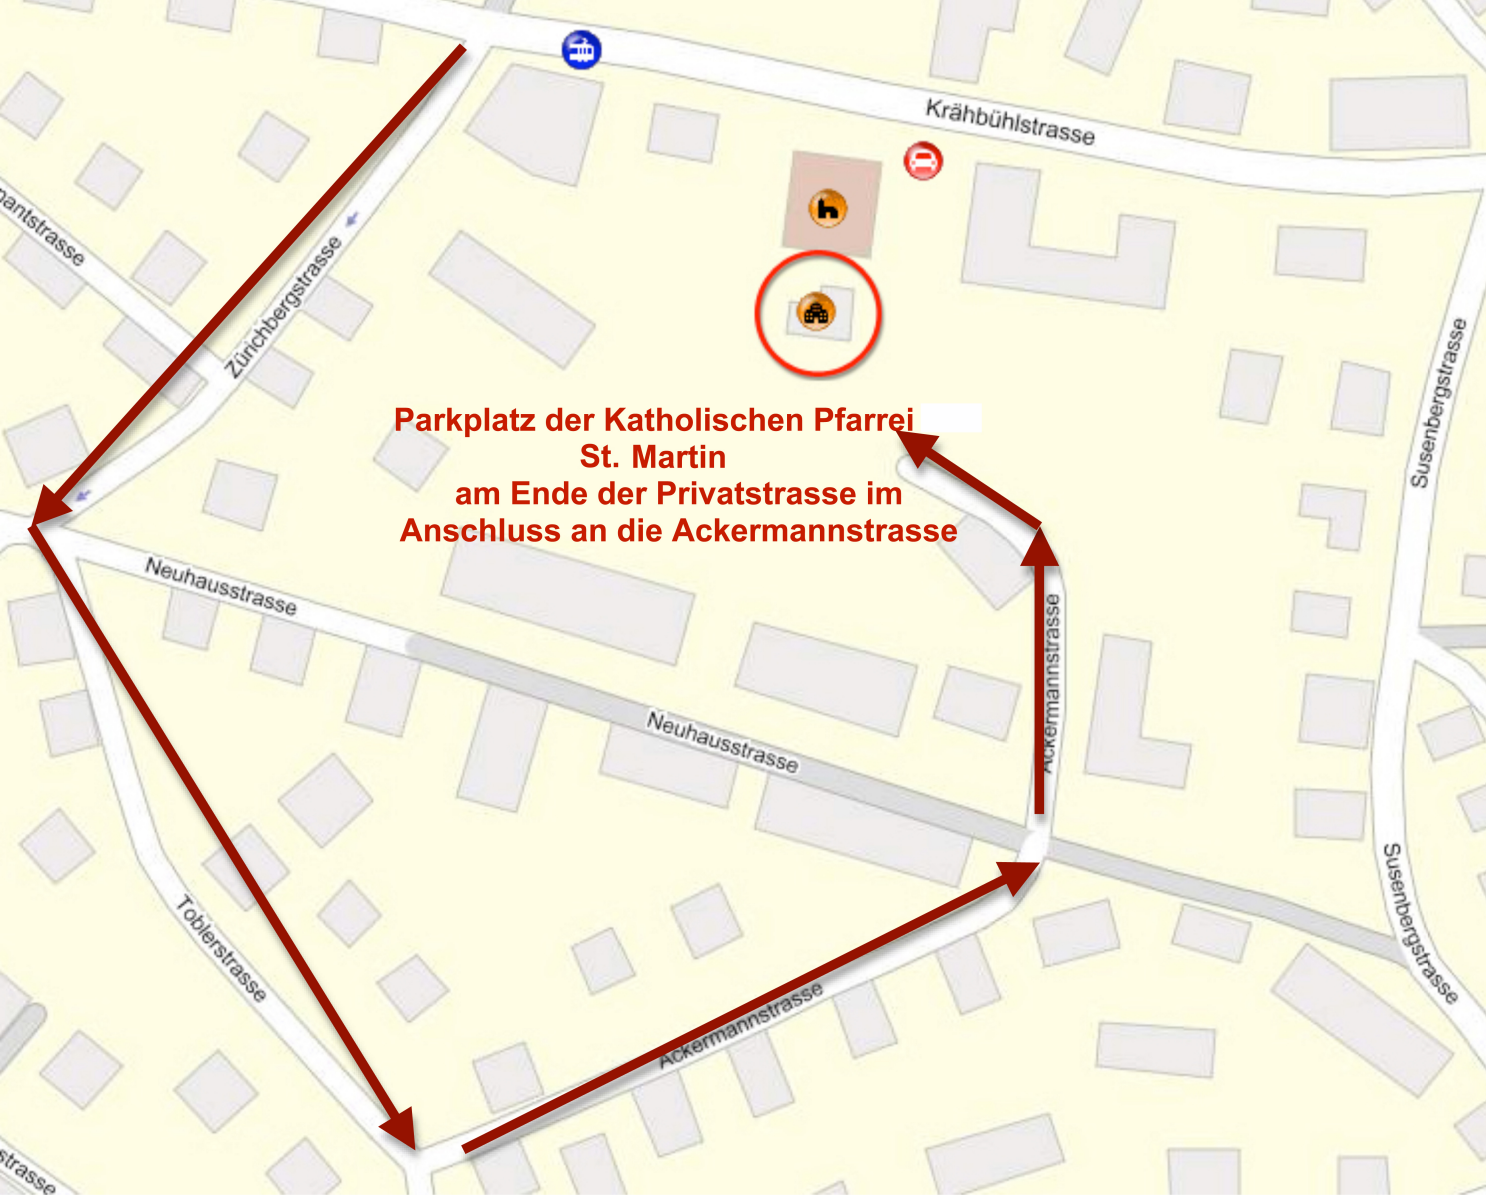 Krähbühlstrasse
Zürichbergstrasse
Susenbergstrasse
Parkplatz der Katholischen Pfarrei
St. Martin
am Ende der Privatstrasse im
Anschluss an die Ackermannstrasse
Neuhausstrasse
Ackermannstrasse
Neuhausstrasse
Susenbergstrasse
Toblerstrasse
Ackermannstrasse